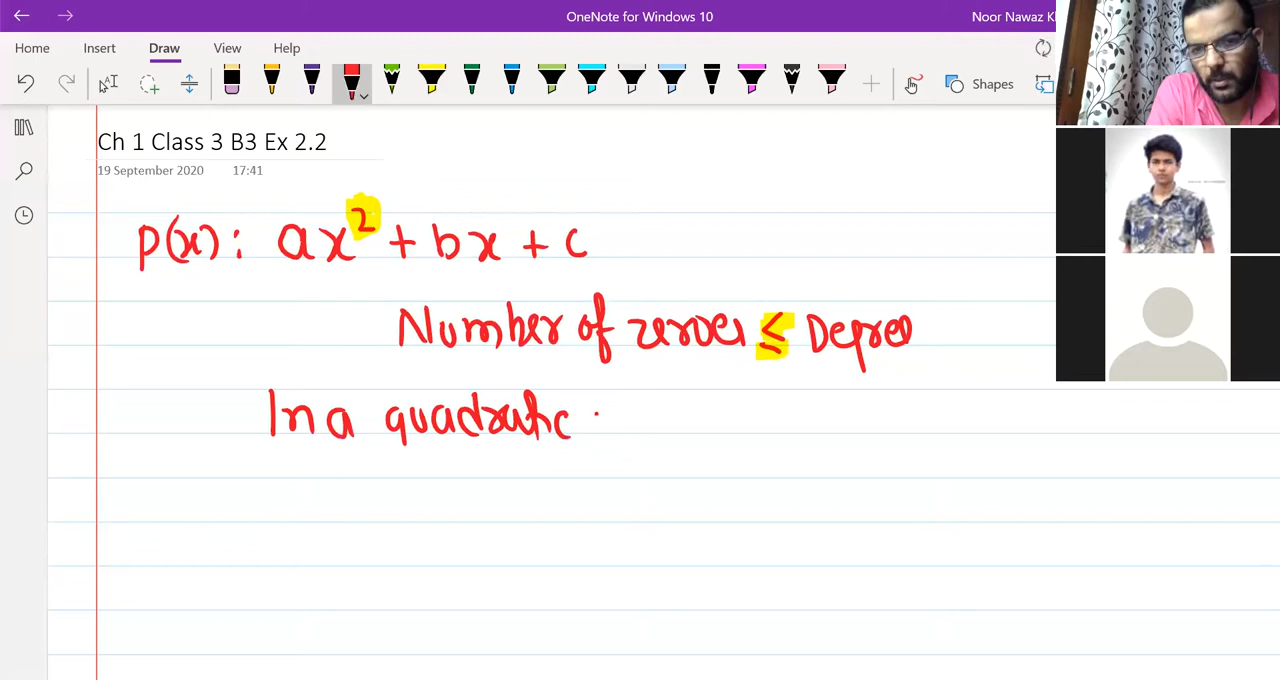 OneNote for Windows 10
Noor Nawaz Kh
Home Insert Draw View Help
Shapes
Ch 1 Class 3 B3 Ex 2.2
19 September 2020 17:41
p(x): ax² + bx + c
Number of zeroes ≤ Degree
In a quadratic